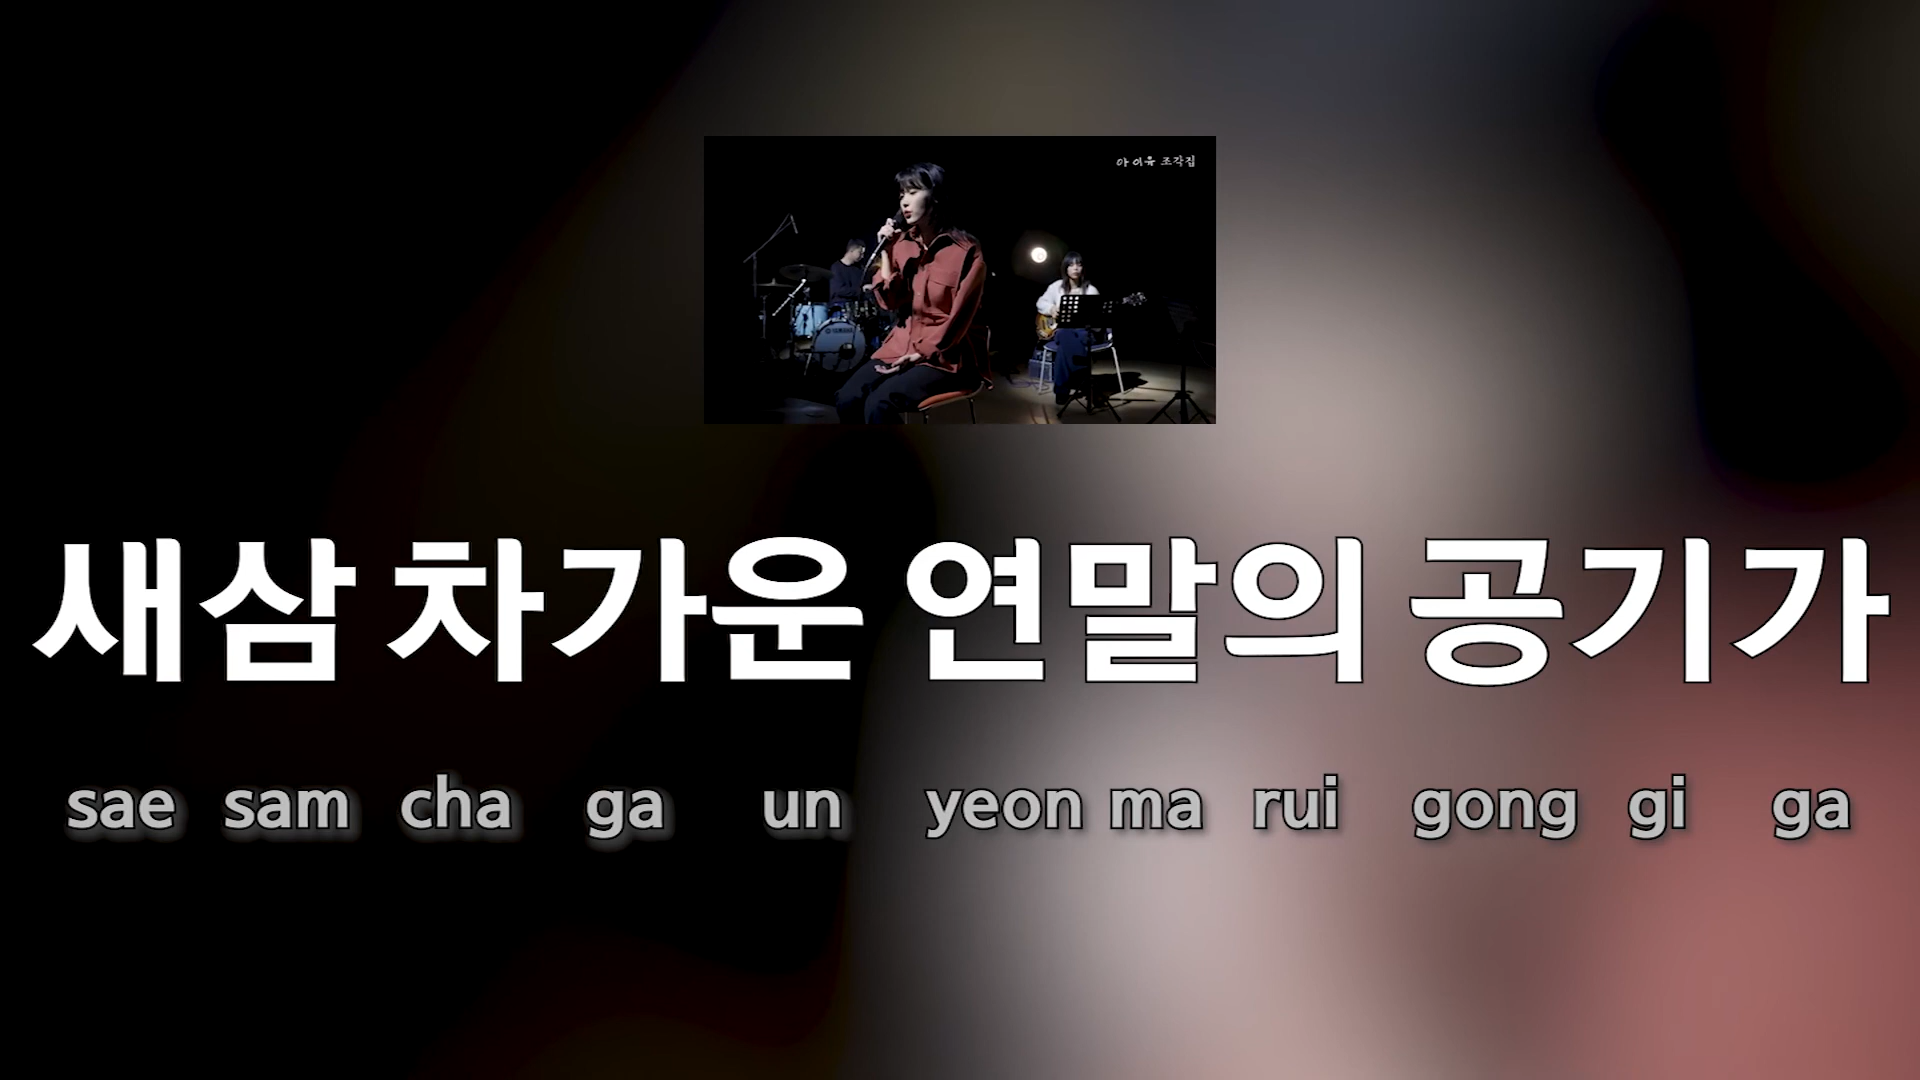 아이유 조각집
새삼 차가운 연말의 공기가
sae sam cha ga un yeon ma rui gong gi ga